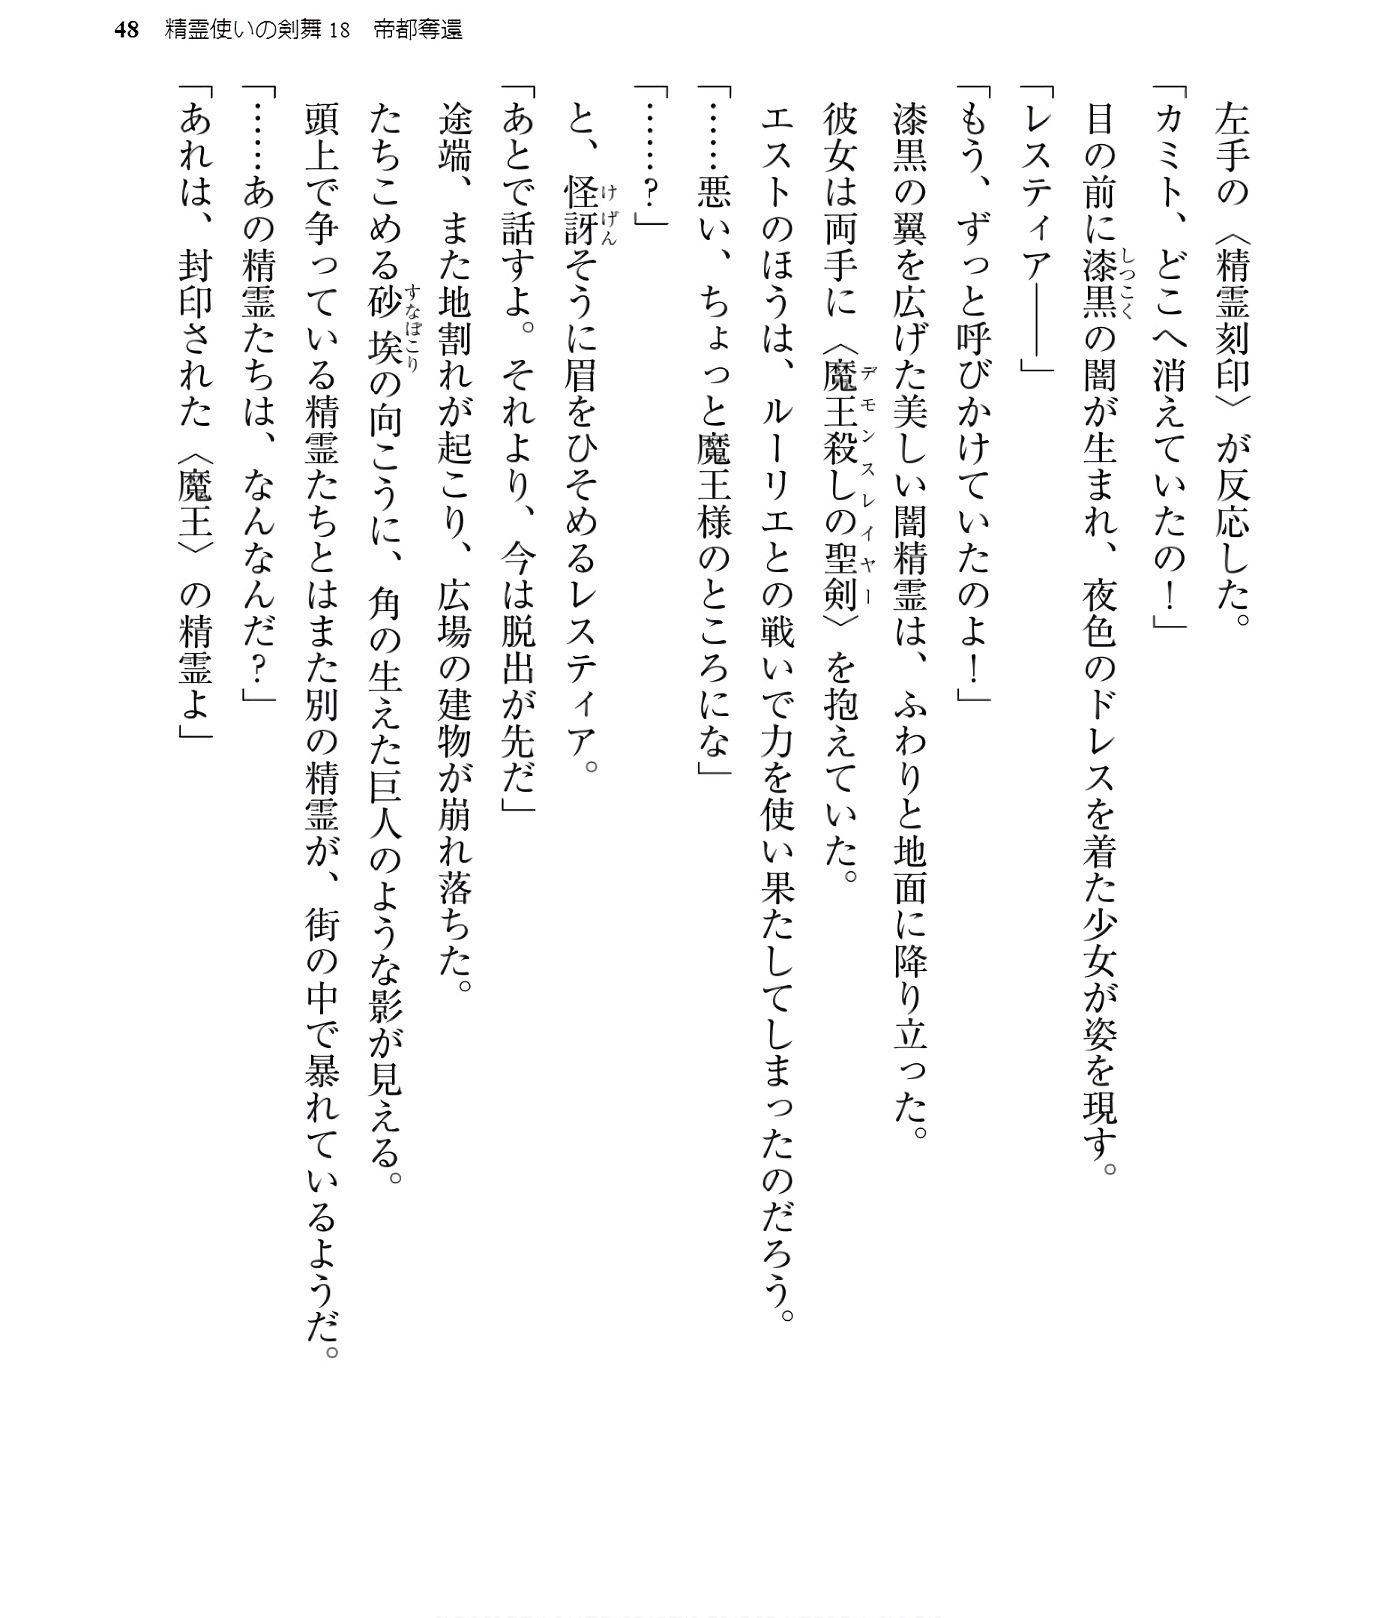 48　精霊使いの剣舞 18　帝都奪還
左手の〈精霊刻印〉が反応した。
「カミト、どこへ消えていたの！」
目の前に漆黒の闇が生まれ、夜色のドレスを着た少女が姿を現す。
しっこく
「レスティア――」
「もう、ずっと呼びかけていたのよ！」
漆黒の翼を広げた美しい闇精霊は、ふわりと地面に降り立った。
彼女は両手に〈魔王殺しの聖剣〉を抱えていた。
デモンスレイヤー
エストのほうは、ルーリエとの戦いで力を使い果たしてしまったのだろう。
「……悪い、ちょっと魔王様のところにな」
「……？」
と、怪訝そうに眉をひそめるレスティア。
けげん
「あとで話すよ。それより、今は脱出が先だ」
途端、また地割れが起こり、広場の建物が崩れ落ちた。
たちこめる砂埃の向こうに、角の生えた巨人のような影が見える。
すなぼこり
頭上で争っている精霊たちとはまた別の精霊が、街の中で暴れているようだ。
「……あの精霊たちは、なんなんだ？」
「あれは、封印された〈魔王〉の精霊よ」